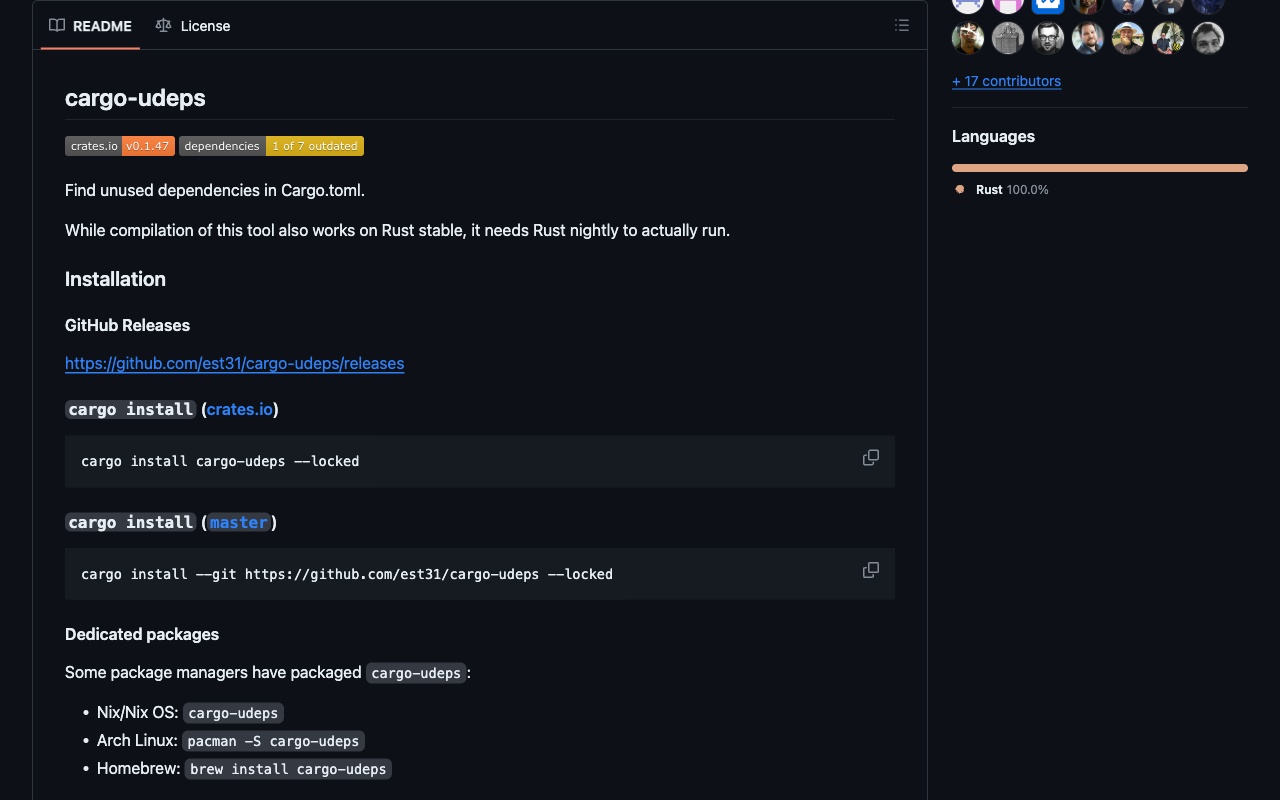 README
License
cargo-udeps
crates.io v0.1.47 dependencies 1 of 7 outdated
Find unused dependencies in Cargo.toml.
While compilation of this tool also works on Rust stable, it needs Rust nightly to actually run.
Installation
GitHub Releases
https://github.com/est31/cargo-udeps/releases
cargo install (crates.io)
cargo install cargo-udeps --locked
cargo install (master)
cargo install --git https://github.com/est31/cargo-udeps --locked
Dedicated packages
Some package managers have packaged cargo-udeps:
• Nix/Nix OS: cargo-udeps
• Arch Linux: pacman -S cargo-udeps
• Homebrew: brew install cargo-udeps
+ 17 contributors
Languages
Rust 100.0%